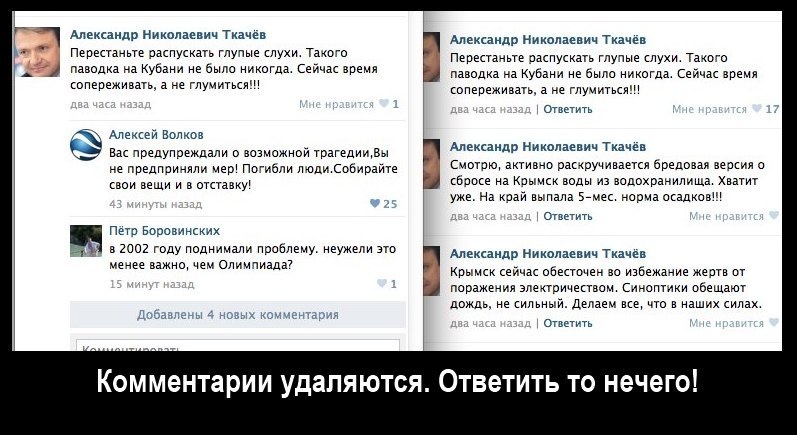 Александр Николаевич Ткачёв
Перестаньте распускать глупые слухи. Такого
паводка на Кубани не было никогда. Сейчас время
сопереживать, а не глумиться!!!
два часа назад
Мне нравится 1
Алексей Волков
Вас предупреждали о возможной трагедии,Вы
не предприняли мер! Погибли люди.Собирайте
свои вещи и в отставку!
43 минуты назад
25
Пётр Боровинских
в 2002 году поднимали проблему. неужели это
менее важно, чем Олимпиада?
15 минут назад
1
Добавлены 4 новых комментария
Комментировать
Александр Николаевич Ткачёв
Перестаньте распускать глупые слухи. Такого
паводка на Кубани не было никогда. Сейчас время
сопереживать, а не глумиться!!!
два часа назад | Ответить
Мне нравится 17
Александр Николаевич Ткачёв
Смотрю, активно раскручивается бредовая версия о
сбросе на Крымск воды из водохранилища. Хватит
уже. На край выпала 5-мес. норма осадков!!!
два часа назад | Ответить
Мне нравится
Александр Николаевич Ткачёв
Крымск сейчас обесточен во избежание жертв от
поражения электричеством. Синоптики обещают
дождь, не сильный. Делаем все, что в наших силах.
два часа назад | Ответить
Мне нравится
Комментарии удаляются. Ответить то нечего!